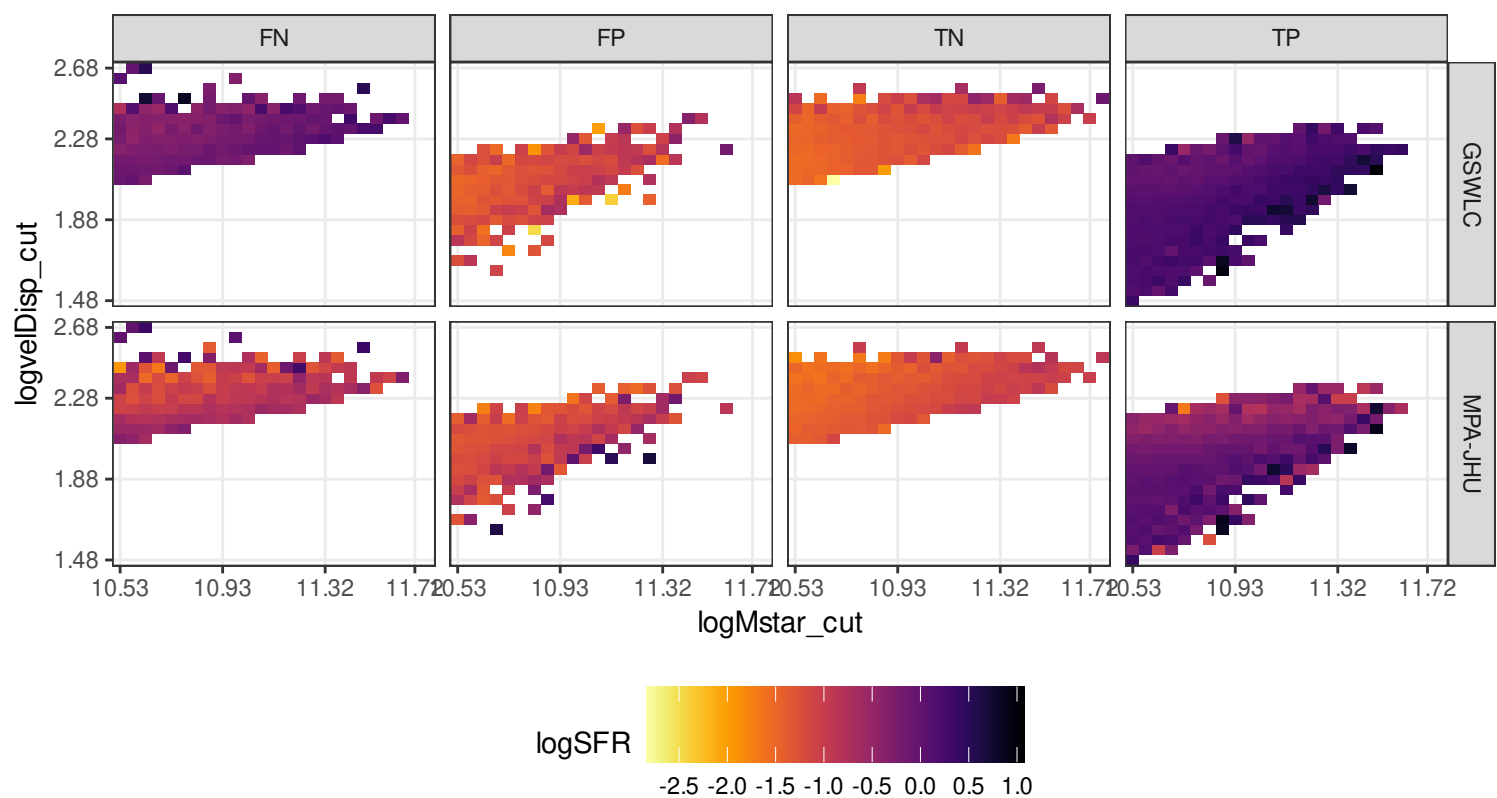 FN FP TN TP
2.68
2.28
1.88
1.48
GSWLC
logvelDisp_cut
2.68
2.28
1.88
1.48
MPA-JHU
10.53 10.93 11.32 11.72 10.53 10.93 11.32 11.72 10.53 10.93 11.32 11.72 10.53 10.93 11.32 11.72
logMstar_cut
logSFR
-2.5 -2.0 -1.5 -1.0 -0.5 0.0 0.5 1.0